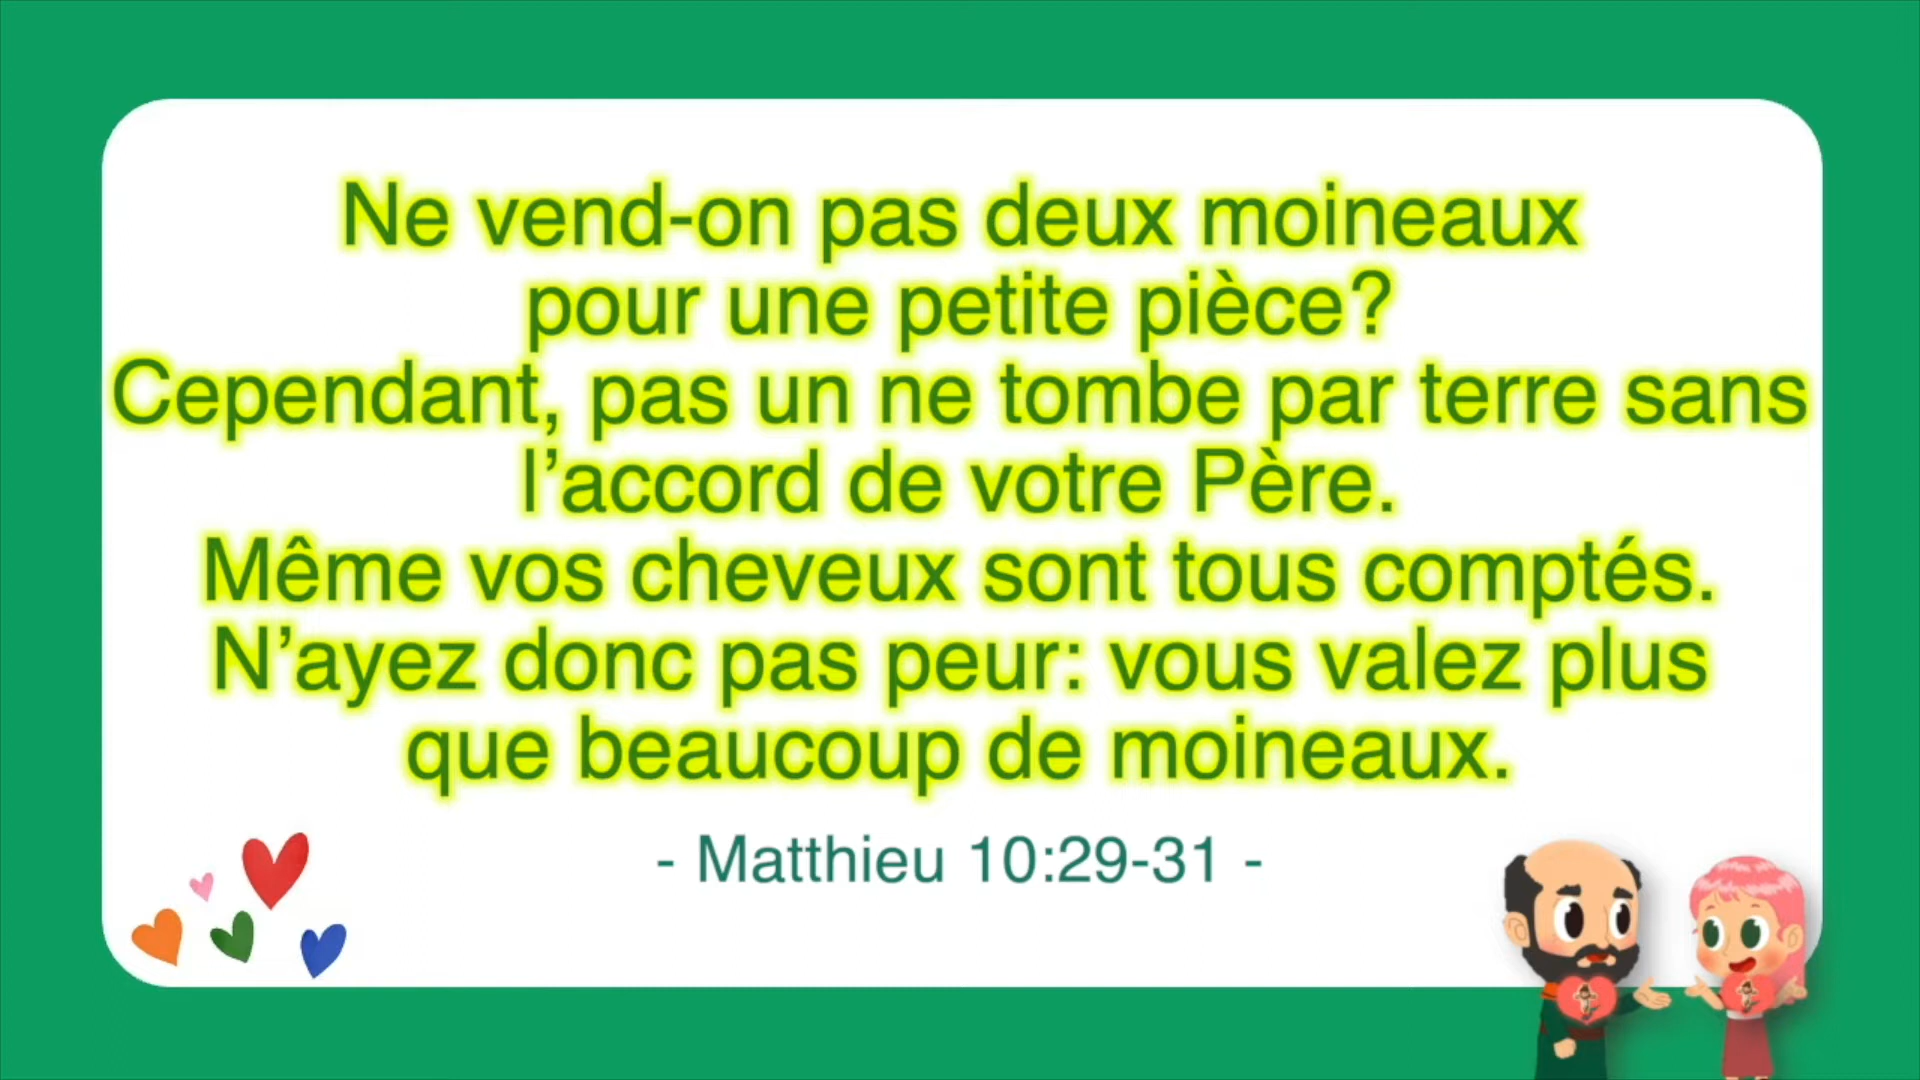 Ne vend-on pas deux moineaux
pour une petite pièce?
Cependant, pas un ne tombe par terre sans
l’accord de votre Père.
Même vos cheveux sont tous comptés.
N’ayez donc pas peur: vous valez plus
que beaucoup de moineaux.
- Matthieu 10:29-31 -